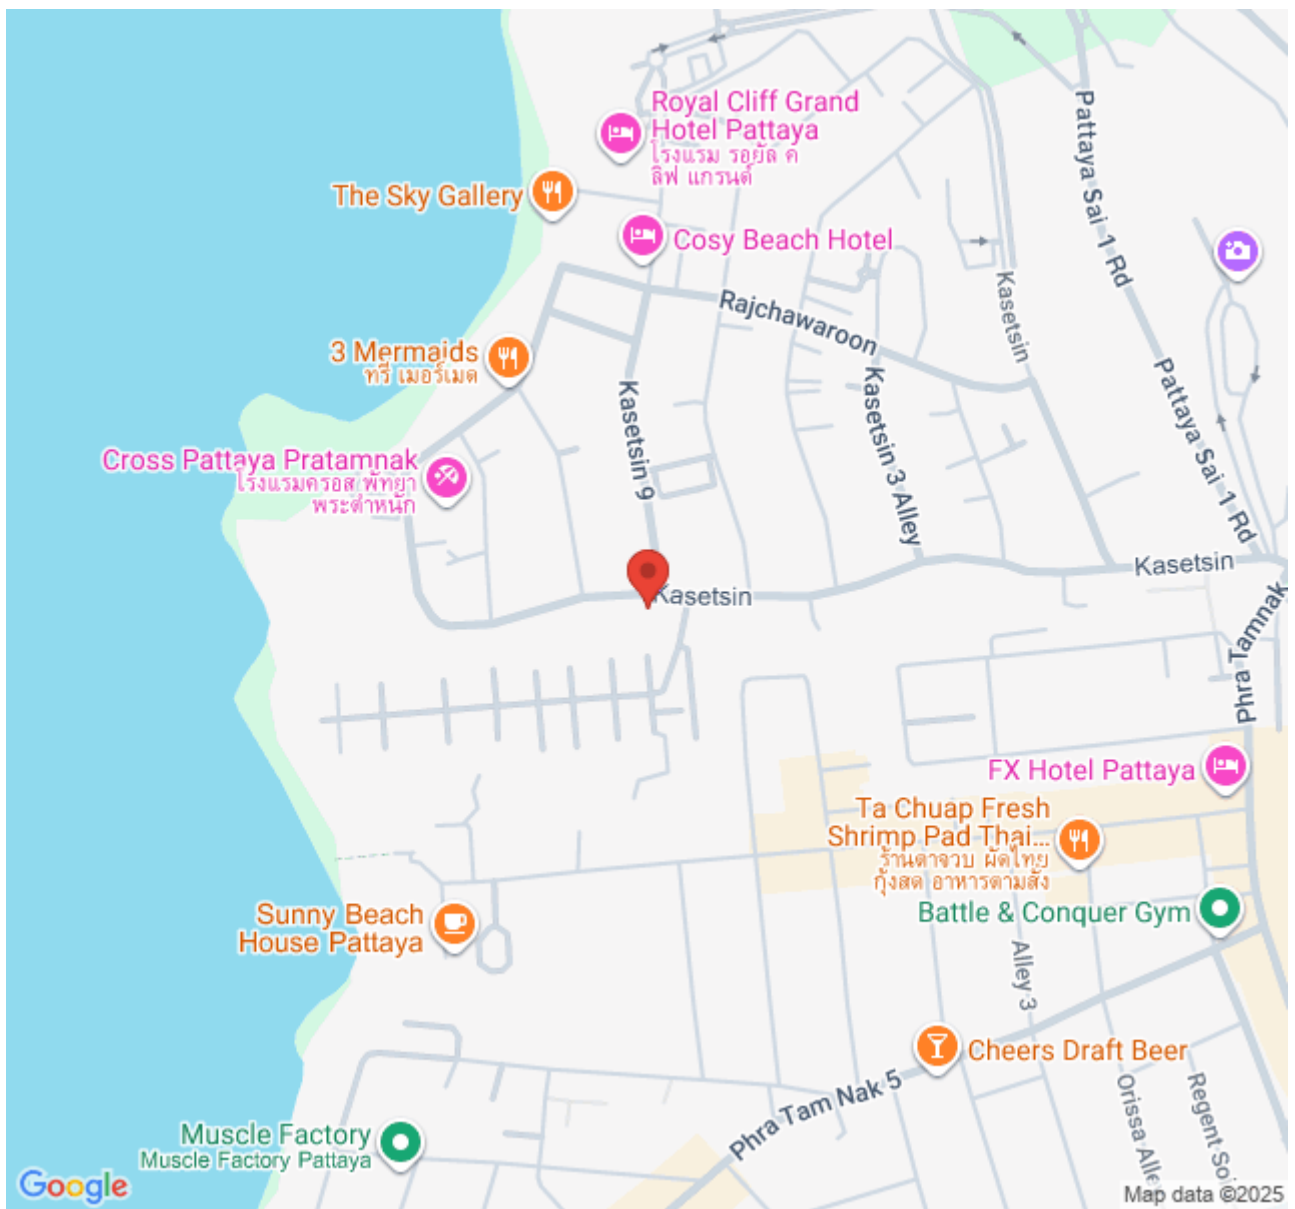 Royal Cliff Grand
Hotel Pattaya
โรงแรม รอยัล ค
ลิฟ แกรนด์
The Sky Gallery
Cosy Beach Hotel
Pattaya Sai 1 Rd
Kasetsin
Rajchawaroon
3 Mermaids
ทรี เมอร์เมด
Kasetsin 9
Kasetsin 3 Alley
Pattaya Sai 1 Rd
Cross Pattaya Pratamnak
โรงแรมครอส พัทยา
พระตำหนัก
Kasetsin
Kasetsin
Phra Tamnak
FX Hotel Pattaya
Ta Chuap Fresh
Shrimp Pad Thai...
ร้านตาจวบ ผัดไทย
กุ้งสด อาหารตามสั่ง
Battle & Conquer Gym
Sunny Beach
House Pattaya
Alley 3
Cheers Draft Beer
Phra Tam Nak 5
Orissa Alley
Regent Soi
Muscle Factory
Muscle Factory Pattaya
Google
Map data ©2025